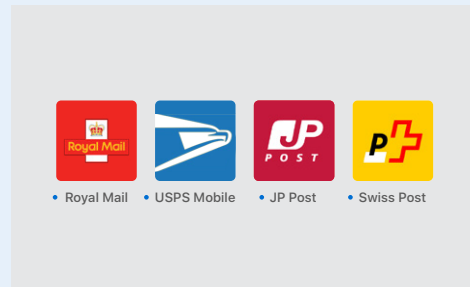 Royal Mail
JP
POST
P
Royal Mail
USPS Mobile
JP Post
Swiss Post